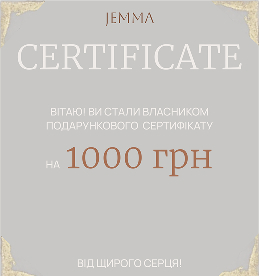 JEMMA
CERTIFICATE
ВІТАЮ! ВИ СТАЛИ ВЛАСНИКОМ
ПОДАРУНКОВОГО СЕРТИФІКАТУ
НА 1000 грн
ВІД ЩИРОГО СЕРЦЯ!